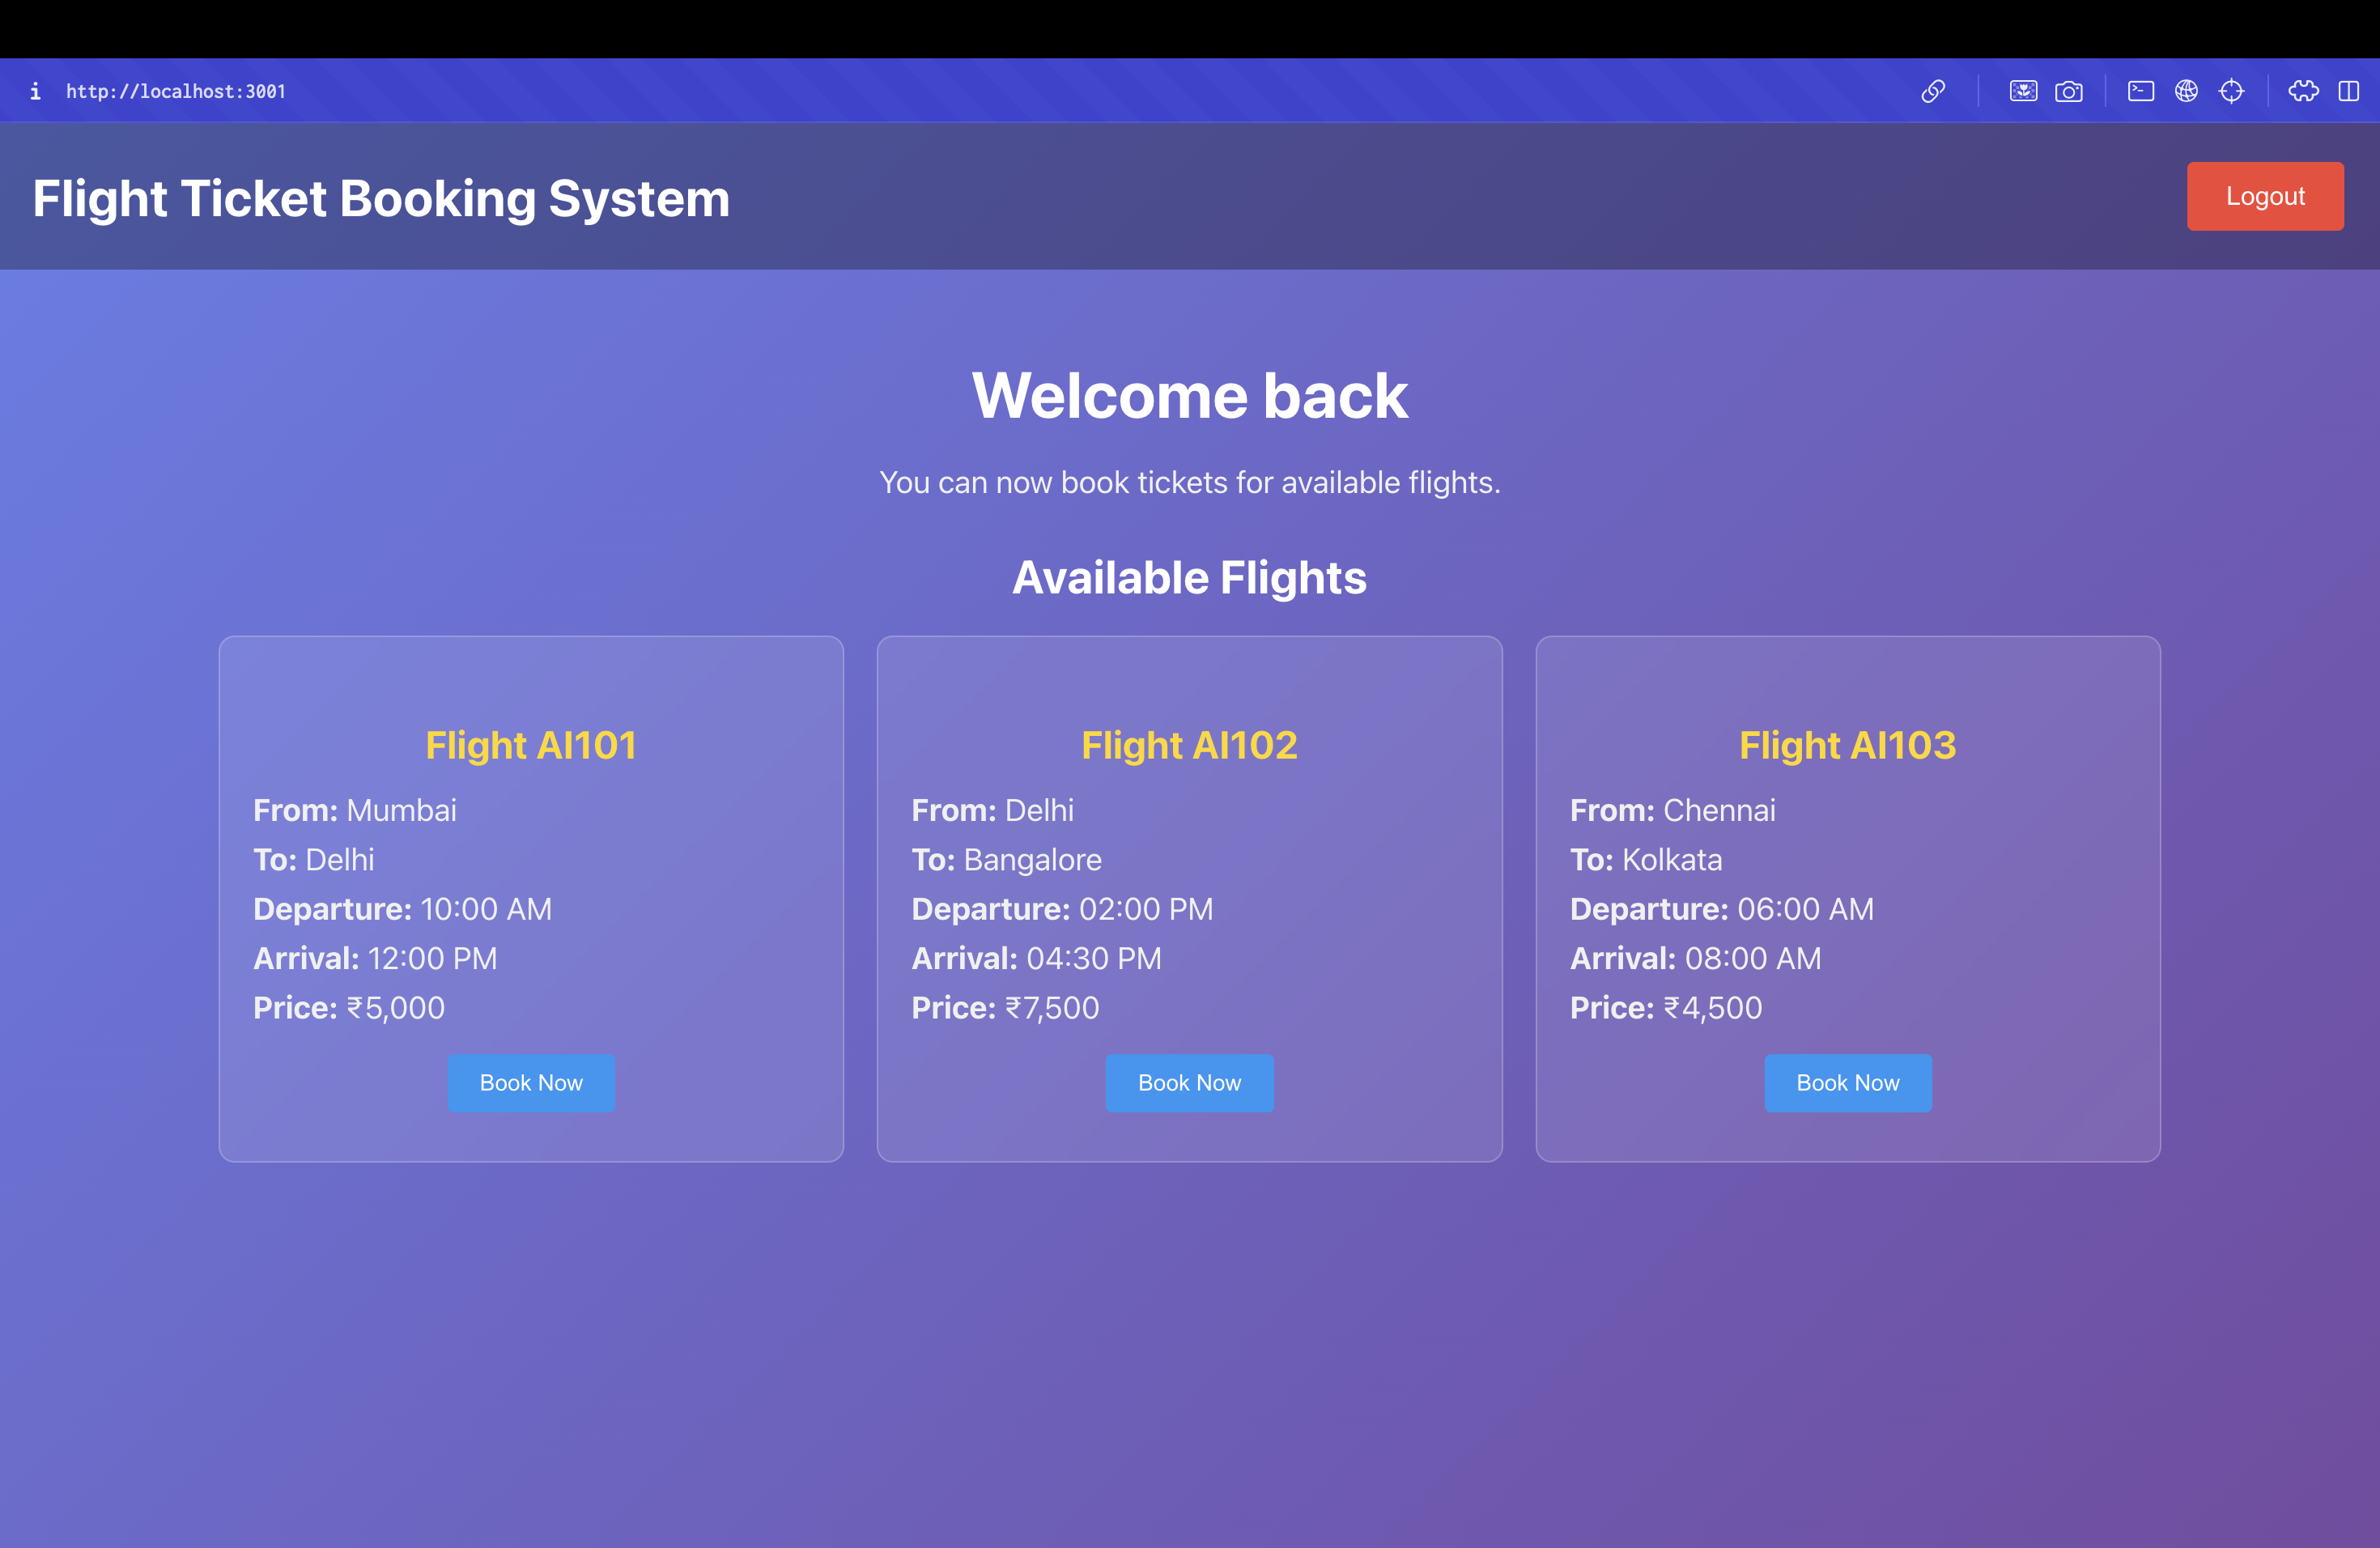 http://localhost:3001
Flight Ticket Booking System
Logout
Welcome back
You can now book tickets for available flights.
Available Flights
Flight AI101
From: Mumbai
To: Delhi
Departure: 10:00 AM
Arrival: 12:00 PM
Price: ₹5,000
Book Now
Flight AI102
From: Delhi
To: Bangalore
Departure: 02:00 PM
Arrival: 04:30 PM
Price: ₹7,500
Book Now
Flight AI103
From: Chennai
To: Kolkata
Departure: 06:00 AM
Arrival: 08:00 AM
Price: ₹4,500
Book Now